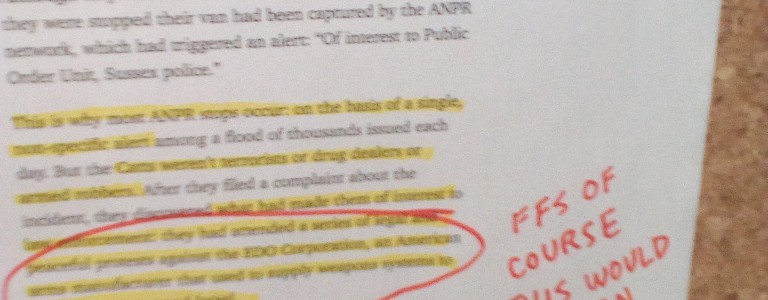 they were stopped their van had been captured by the ANPR
network, which had triggered an alert: "Of interest to Public
Order Unit, Sussex police."
This is why most ANPR stops occur: on the basis of a single,
non-specific alert among a flood of thousands issued each
day. But the Catts weren't terrorists or drug dealers or
armed robbers. After they filed a complaint about the
incident, they discovered what had made them of interest to
law enforcement: they had attended a series of legal and
peaceful protests against the EDO Corporation, an American
arms manufacturer that used to supply weapons systems to
FFS OF
COURSE
WOULD